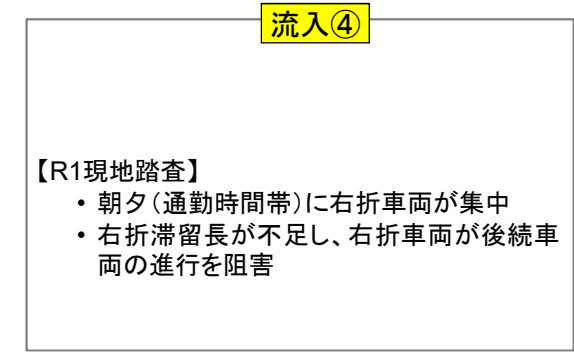 流入④
【R1現地踏査】
• 朝夕（通勤時間帯）に右折車両が集中
• 右折滞留長が不足し、右折車両が後続車
両の進行を阻害